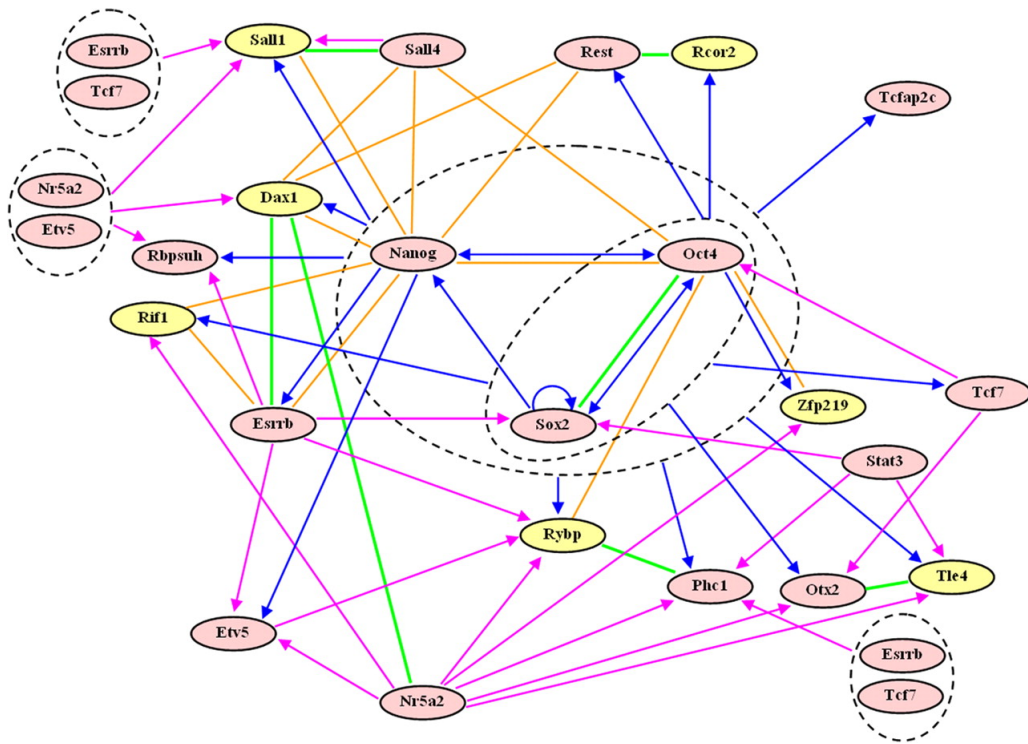 Esrrb
Tcf7
Sall1
Sall4
Rest
Rcor2
Tcfap2c
Nr5a2
Etv5
Dax1
Rbpsuh
Nanog
Oct4
Rif1
Esrrb
Sox2
Zfp219
Tcf7
Stat3
Rybp
Phc1
Otx2
Tle4
Etv5
Nr5a2
Esrrb
Tcf7